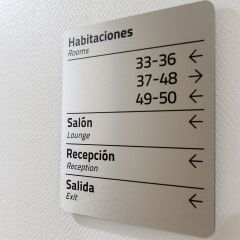 Habitaciones
Rooms
33-36 ←
37-48 →
49-50 ←
Salón ←
Lounge
Recepción ←
Reception
Salida ←
Exit